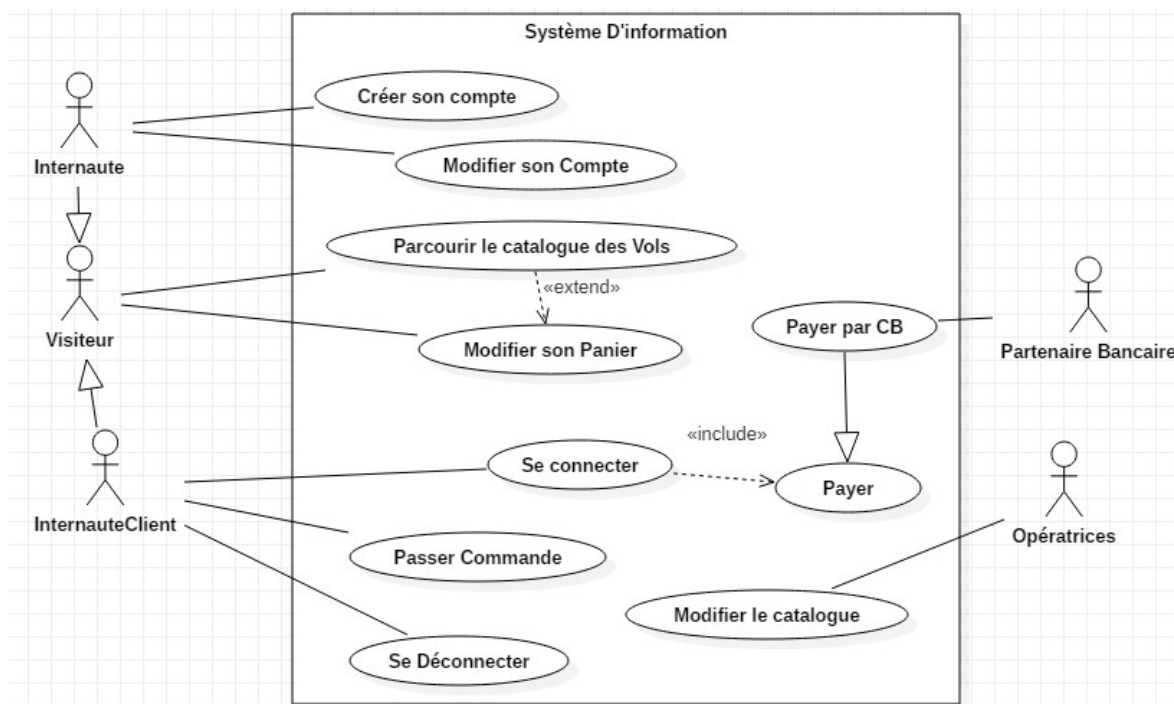 Système D'information
Créer son compte
Internaute
Modifier son Compte
Parcourir le catalogue des Vols
«extend»
Visiteur
Modifier son Panier
Payer par CB
Partenaire Bancaire
«include»
Se connecter
Payer
InternauteClient
Opératrices
Passer Commande
Modifier le catalogue
Se Déconnecter